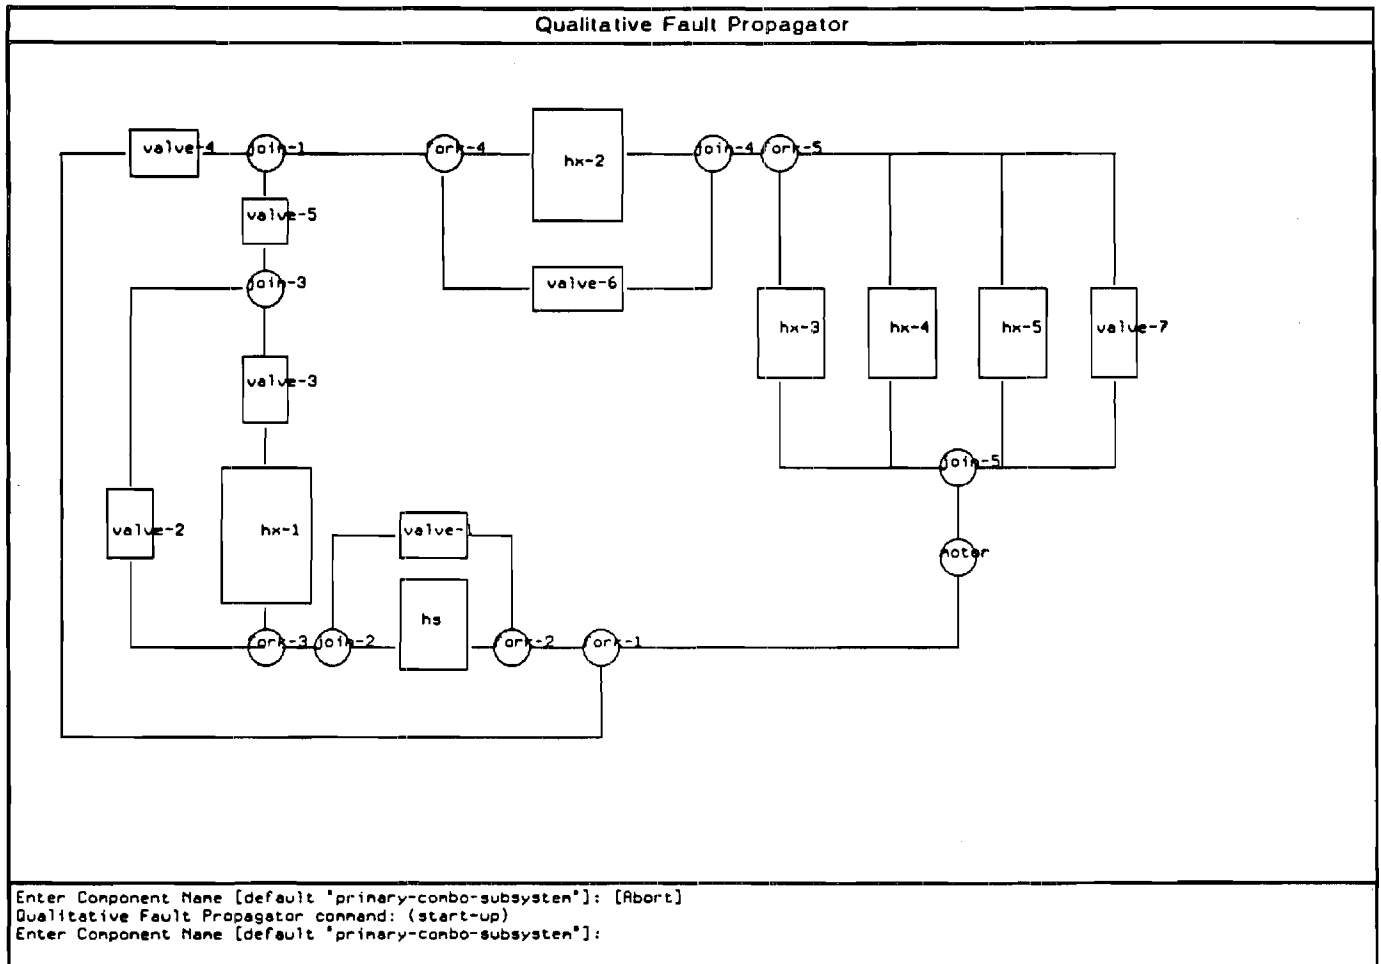 Qualitative Fault Propagator
valve-4
join-1
fork-4
hx-2
join-4
fork-5
valve-5
join-3
valve-6
hx-3
hx-4
hx-5
valve-7
valve-3
join-5
valve-2
hx-1
valve-1
motor
hs
fork-3
join-2
fork-2
fork-1
Enter Component Name [default "primary-combo-subsystem"]: [Abort]
Qualitative Fault Propagator command: (start-up)
Enter Component Name [default "primary-combo-subsystem"]: